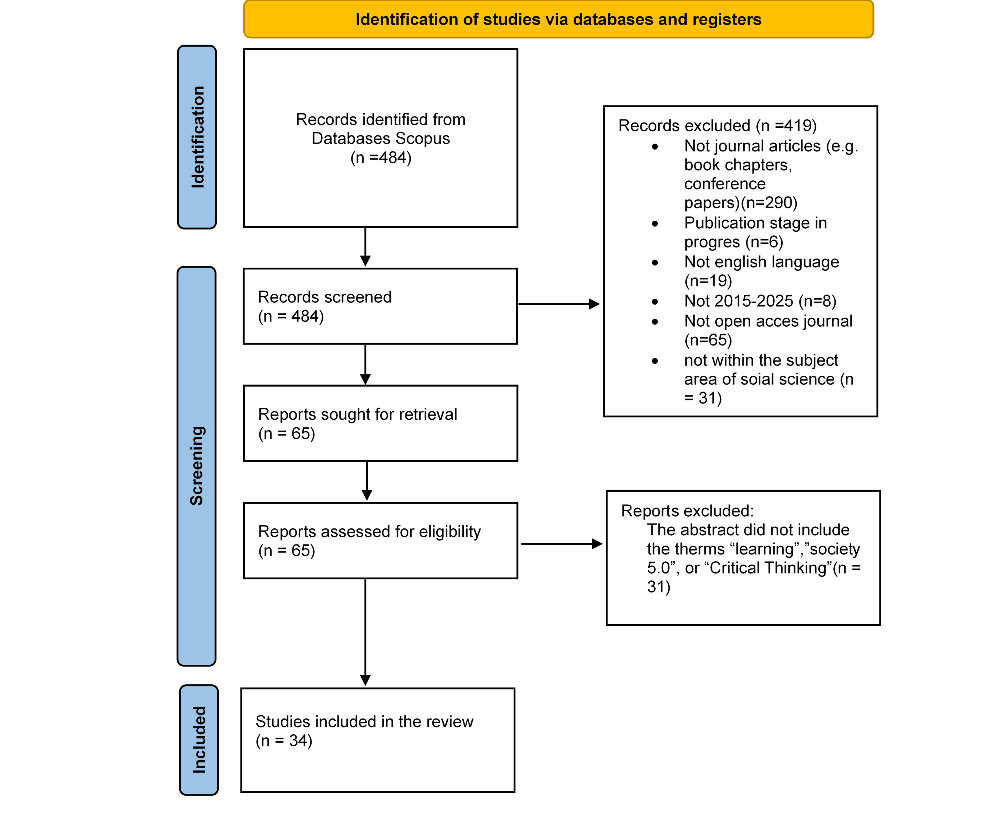 Identification of studies via databases and registers
Identification
Records identified from
Databases Scopus
(n =484)
Records excluded (n =419)
• Not journal articles (e.g.
book chapters,
conference
papers)(n=290)
• Publication stage in
progres (n=6)
• Not english language
(n=19)
• Not 2015-2025 (n=8)
• Not open acces journal
(n=65)
• not within the subject
area of soial science (n
= 31)
Screening
Records screened
(n = 484)
Reports sought for retrieval
(n = 65)
Reports assessed for eligibility
(n = 65)
Reports excluded:
The abstract did not include
the therms “learning”,”society
5.0”, or “Critical Thinking”(n =
31)
Included
Studies included in the review
(n = 34)